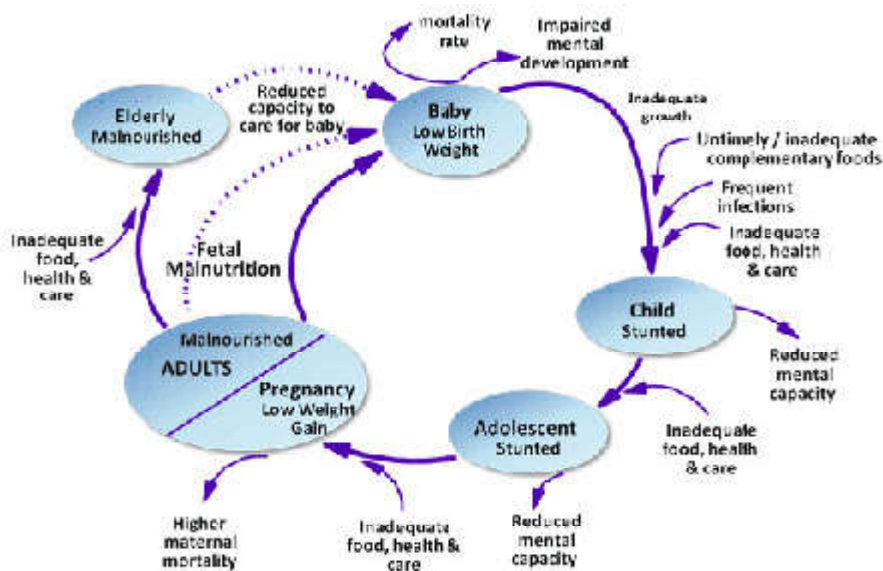 mortality
rate
Impaired
mental
development
Reduced
capacity to
care for baby
Elderly
Malnourished
Baby
Low Birth
Weight
Inadequate
growth
Untimely / inadequate
complementary foods
Frequent
infections
Inadequate
food, health
& care
Inadequate
food,
health &
care
Fetal
Malnutrition
Child
Stunted
Malnourished
ADULTS
Pregnancy
Low Weight
Gain
Reduced
mental
capacity
Adolescent
Stunted
Inadequate
food, health
& care
Higher
maternal
mortality
Inadequate
food, health &
care
Reduced
mental
capacity